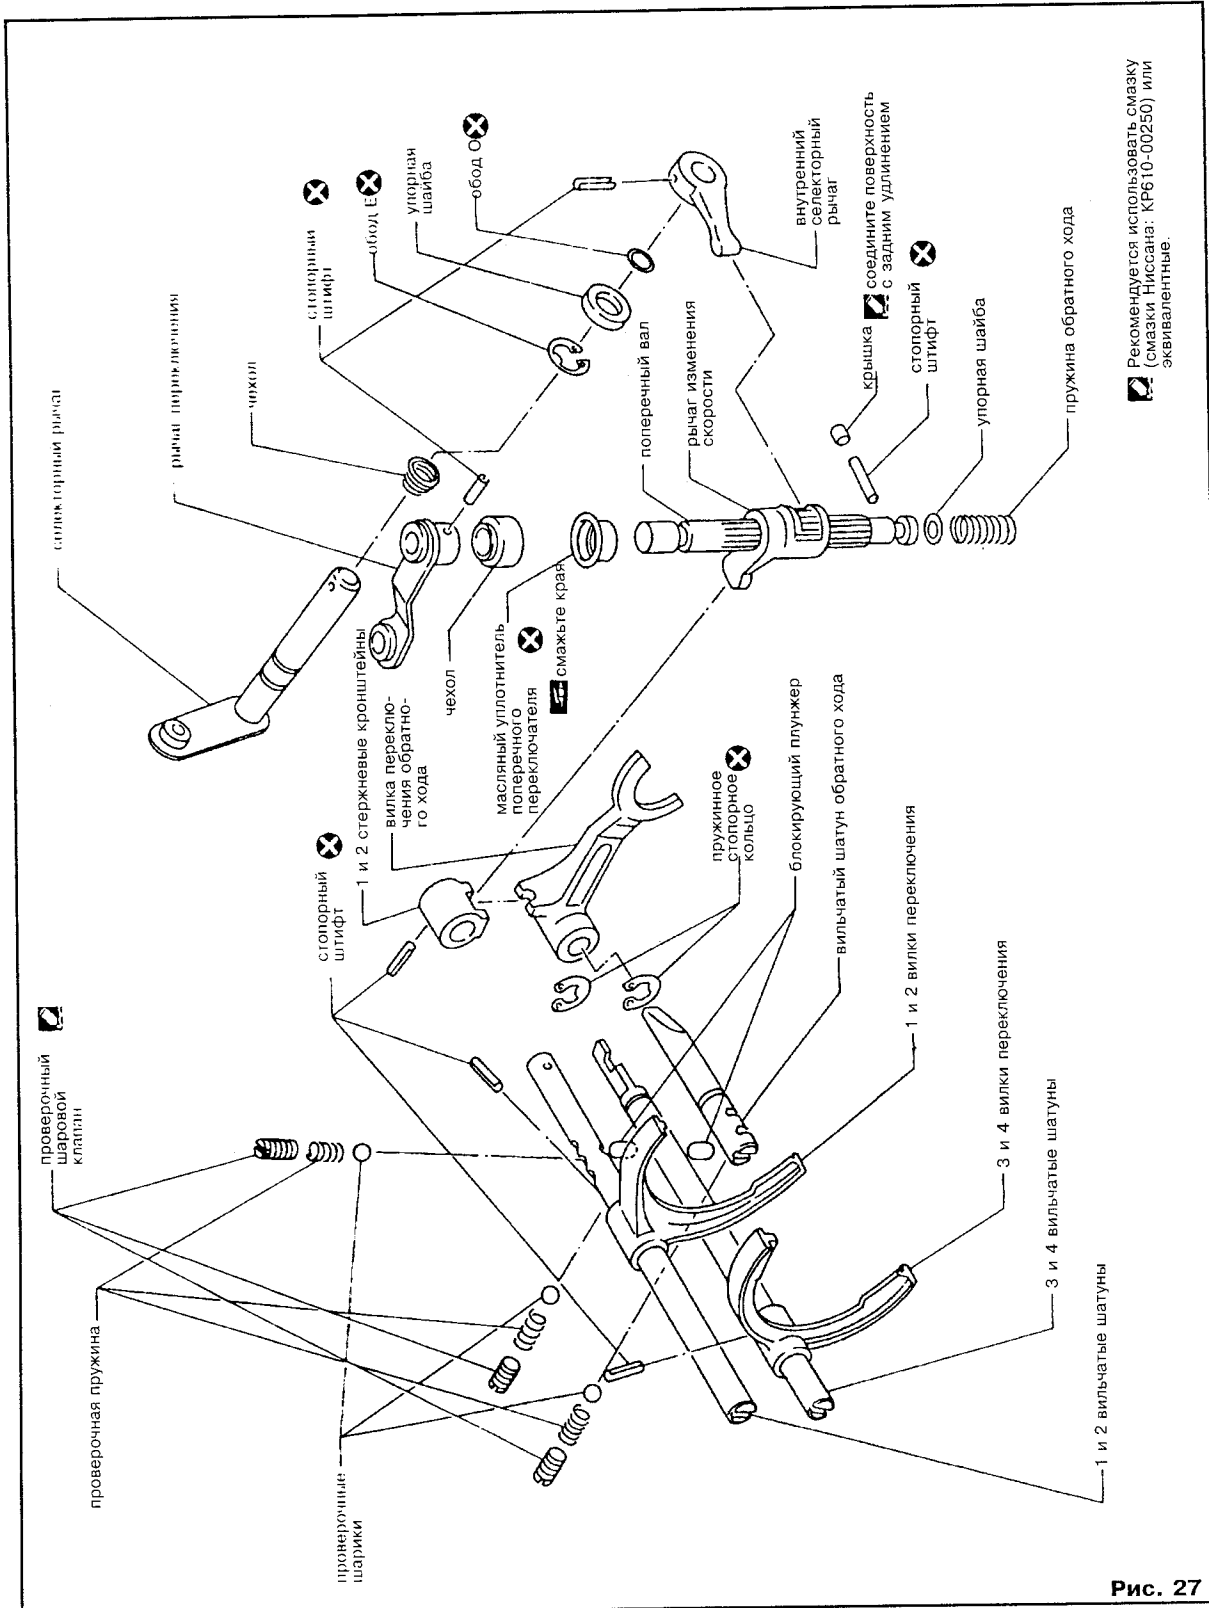 селекторный рычаг
рычаг переключения
чехол
стопорный
штифт
обод Е
упорная
шайба
обод О
внутренний
селекторный
рычаг
поперечный вал
рычаг изменения
скорости
крышка
соедините поверхность
с задним удлинением
стопорный
штифт
упорная шайба
пружина обратного хода
Рекомендуется использовать смазку
(смазки Ниссана: КР610-00250) или
эквивалентные.
стопорный
штифт
1 и 2 стержневые кронштейны
вилка переклю-
чения обратно-
го хода
чехол
масляный уплотнитель
поперечного
переключателя
смажьте края
пружинное
стопорное
кольцо
блокирующий плунжер
вильчатый шатун обратного хода
1 и 2 вилки переключения
3 и 4 вилки переключения
3 и 4 вильчатые шатуны
1 и 2 вильчатые шатуны
проверочный
шаровой
клапан
проверочная пружина
проверочные
шарики
Рис. 27